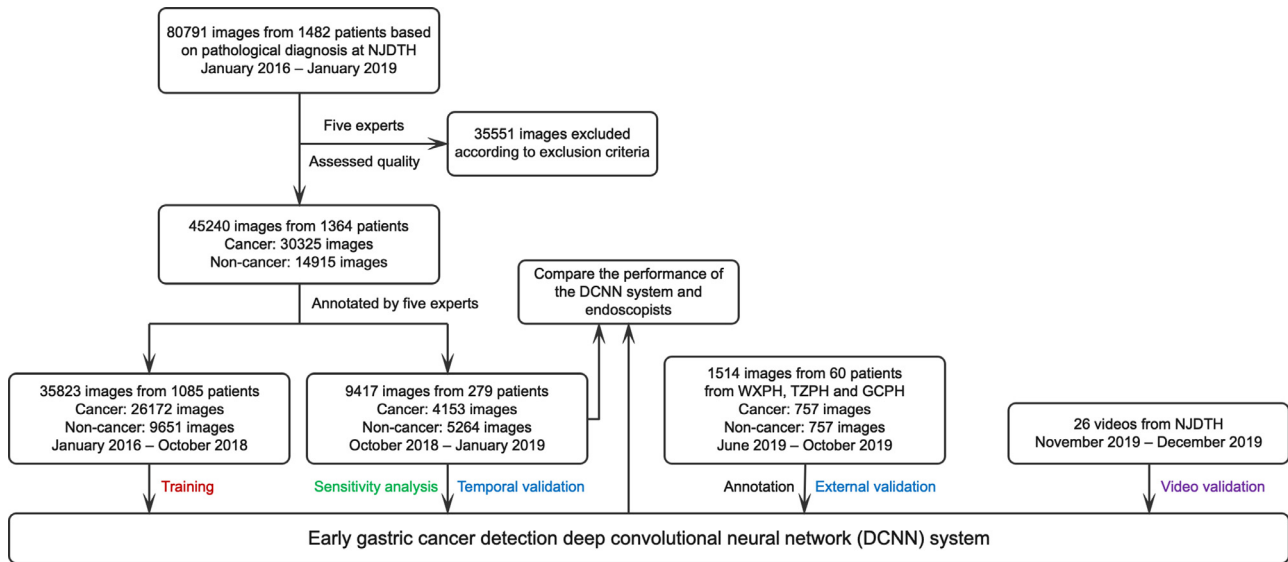 80791 images from 1482 patients based
on pathological diagnosis at NJDTH
January 2016 – January 2019
Five experts
Assessed quality
35551 images excluded
according to exclusion criteria
45240 images from 1364 patients
Cancer: 30325 images
Non-cancer: 14915 images
Annotated by five experts
Compare the performance of
the DCNN system and
endoscopists
35823 images from 1085 patients
Cancer: 26172 images
Non-cancer: 9651 images
January 2016 – October 2018
9417 images from 279 patients
Cancer: 4153 images
Non-cancer: 5264 images
October 2018 – January 2019
1514 images from 60 patients
from WXPH, TZPH and GCPH
Cancer: 757 images
Non-cancer: 757 images
June 2019 – October 2019
26 videos from NJDTH
November 2019 – December 2019
Training
Sensitivity analysis
Temporal validation
Annotation
External validation
Video validation
Early gastric cancer detection deep convolutional neural network (DCNN) system